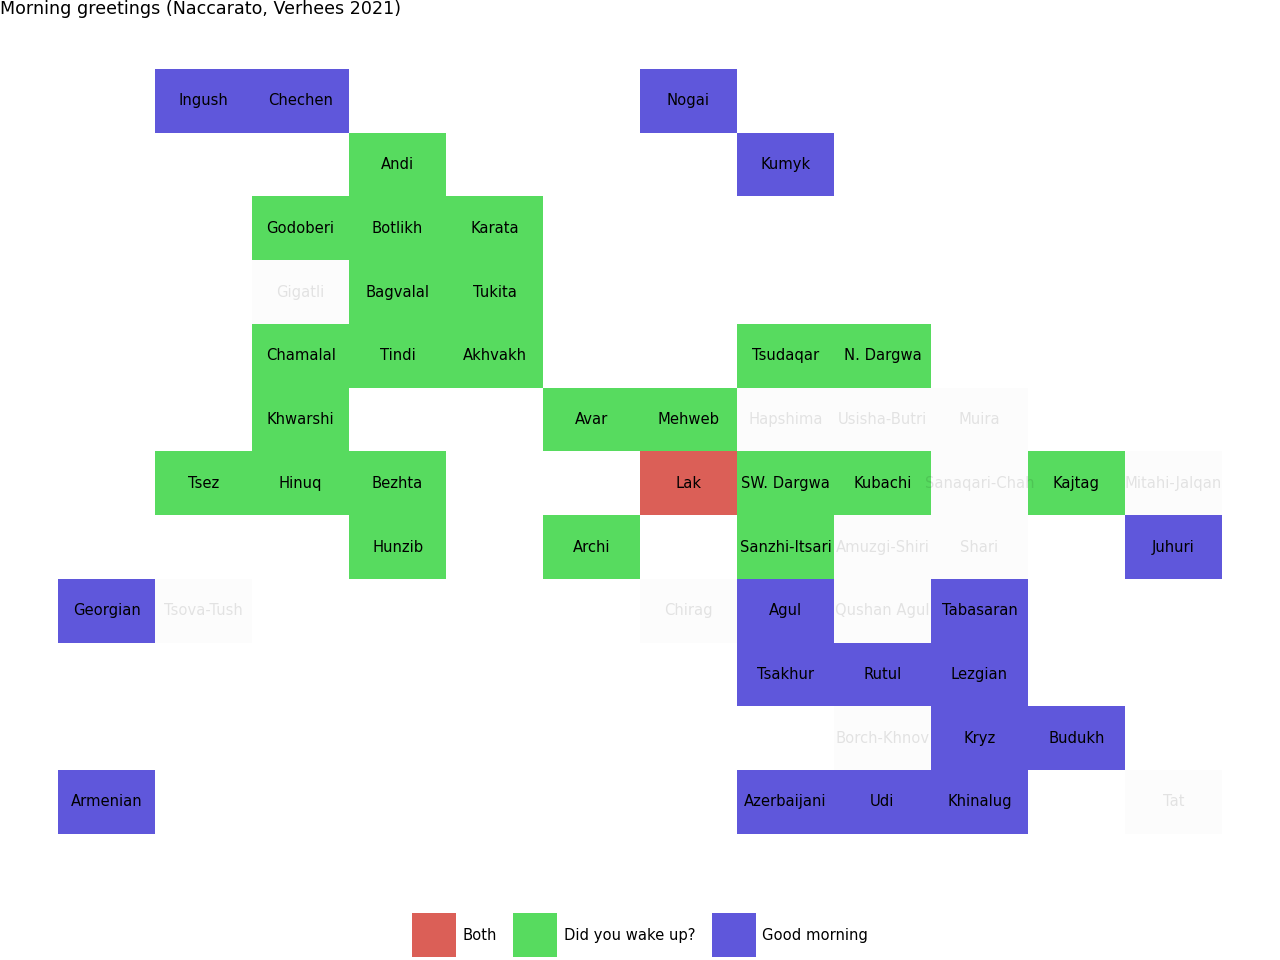 Morning greetings (Naccarato, Verhees 2021)
Ingush Chechen Nogai
Andi Kumyk
Godoberi Botlikh Karata
Gigatli Bagvalal Tukita
Chamalal Tindi Akhvakh Tsudaqar N. Dargwa
Khwarshi Avar Mehweb Hapshima Usisha-Butri Muira
Tsez Hinuq Bezhta Lak SW. Dargwa Kubachi Sanaqari-Chah Kajtag Mitahi-Jalqan
Hunzib Archi Sanzhi-Itsari Amuzgi-Shiri Shari Juhuri
Georgian Tsova-Tush Chirag Agul Qushan Agul Tabasaran
Tsakhur Rutul Lezgian
Borch-Khnov Kryz Budukh
Armenian Azerbaijani Udi Khinalug Tat
Both Did you wake up? Good morning